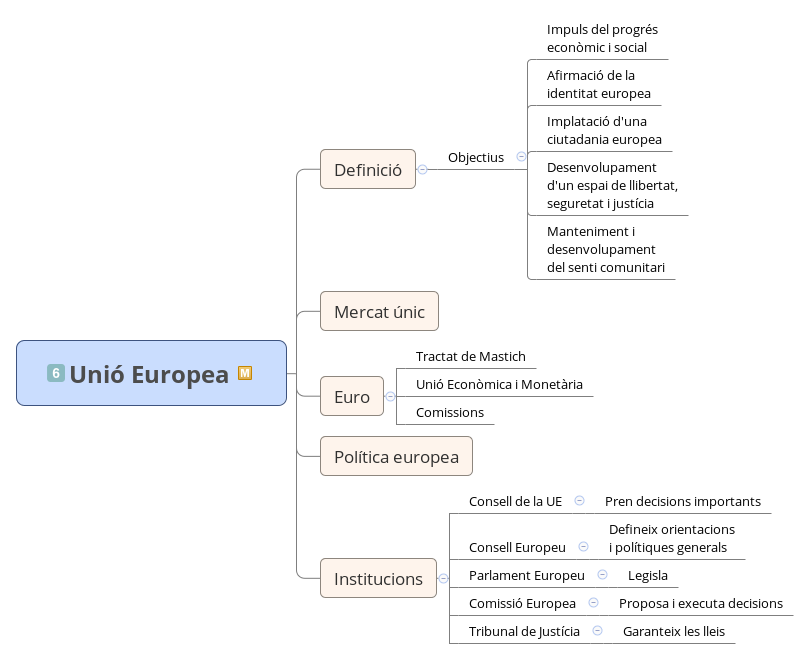 Impuls del progrés
econòmic i social
Afirmació de la
identitat europea
Implatació d'una
ciutadania europea
Definició
Objectius
Desenvolupament
d'un espai de llibertat,
seguretat i justícia
Manteniment i
desenvolupament
del senti comunitari
Mercat únic
6 Unió Europea M
Tractat de Mastich
Euro
Unió Econòmica i Monetària
Comissions
Política europea
Institucions
Consell de la UE
Pren decisions importants
Consell Europeu
Defineix orientacions
i polítiques generals
Parlament Europeu
Legisla
Comissió Europea
Proposa i executa decisions
Tribunal de Justícia
Garanteix les lleis